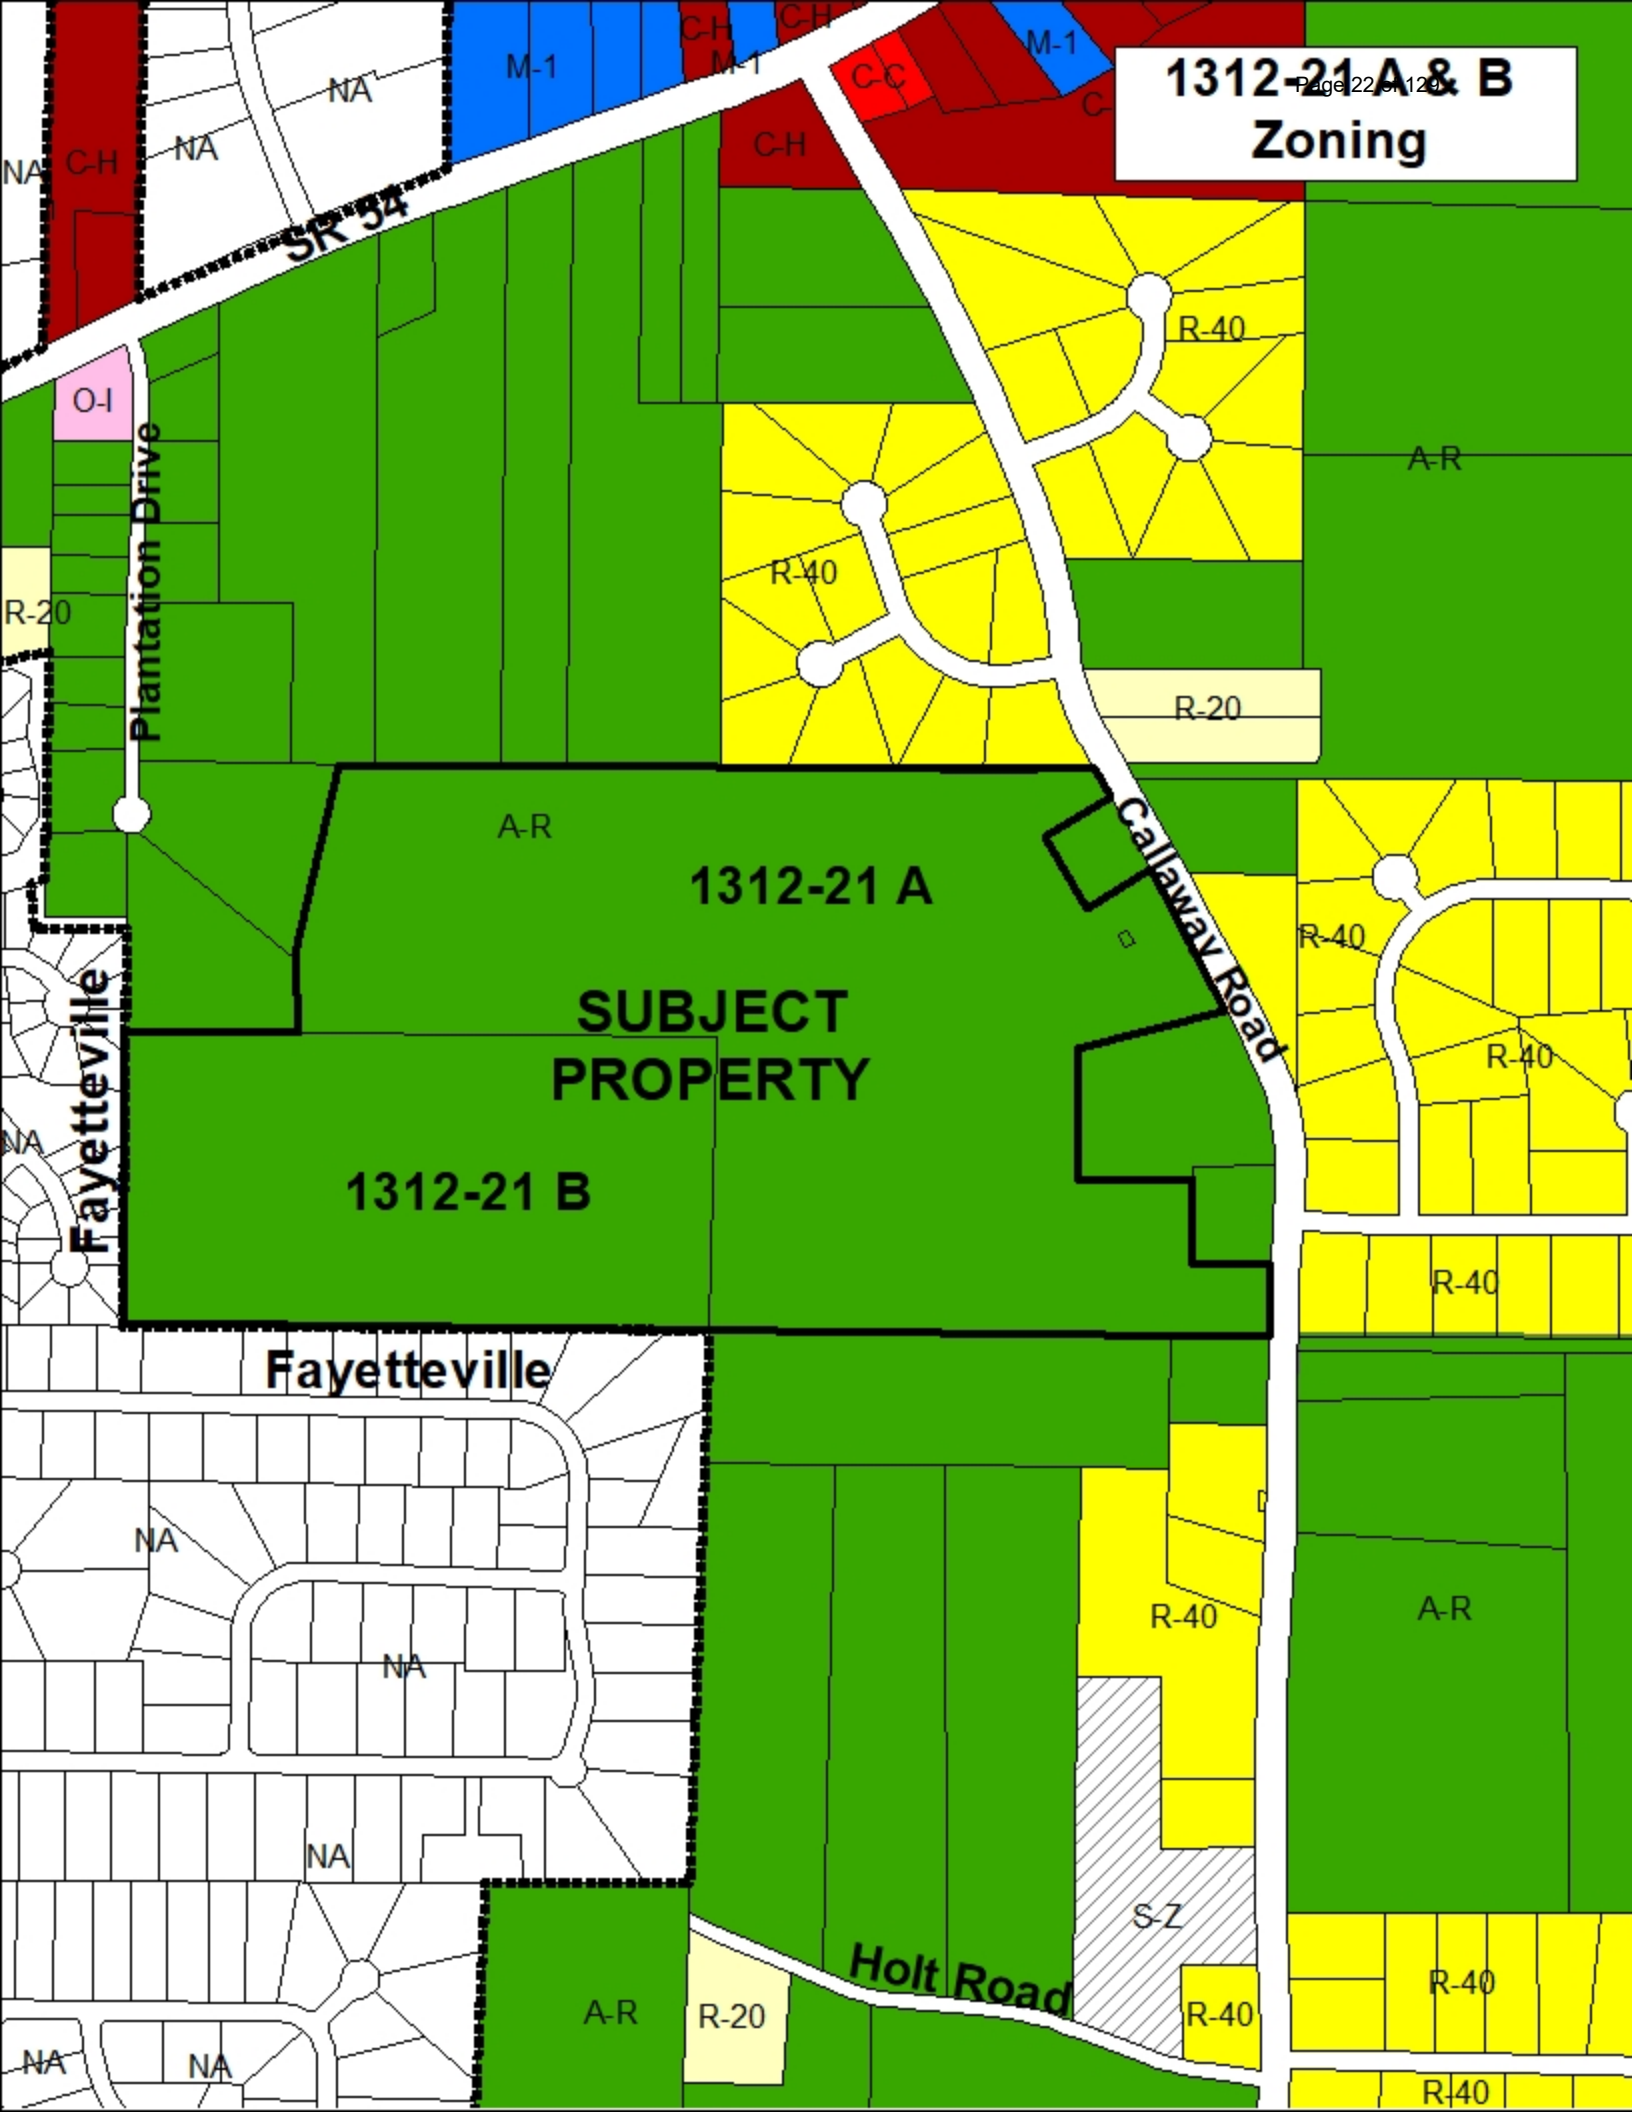 C-H
C-H
M-1
M-1
M-1
C-C
1312-21 A & B
Page 22 of 129
Zoning
NA
C-
NA
C-H
C-H
NA
SR 54
R-40
O-I
A-R
Plantation Drive
R-40
R-20
R-20
A-R
Callaway Road
1312-21 A
R-40
SUBJECT
PROPERTY
R-40
Fayetteville
NA
1312-21 B
R-40
Fayetteville
NA
R-40
A-R
NA
NA
S-Z
Holt Road
R-40
A-R
R-20
R-40
NA
NA
R-40